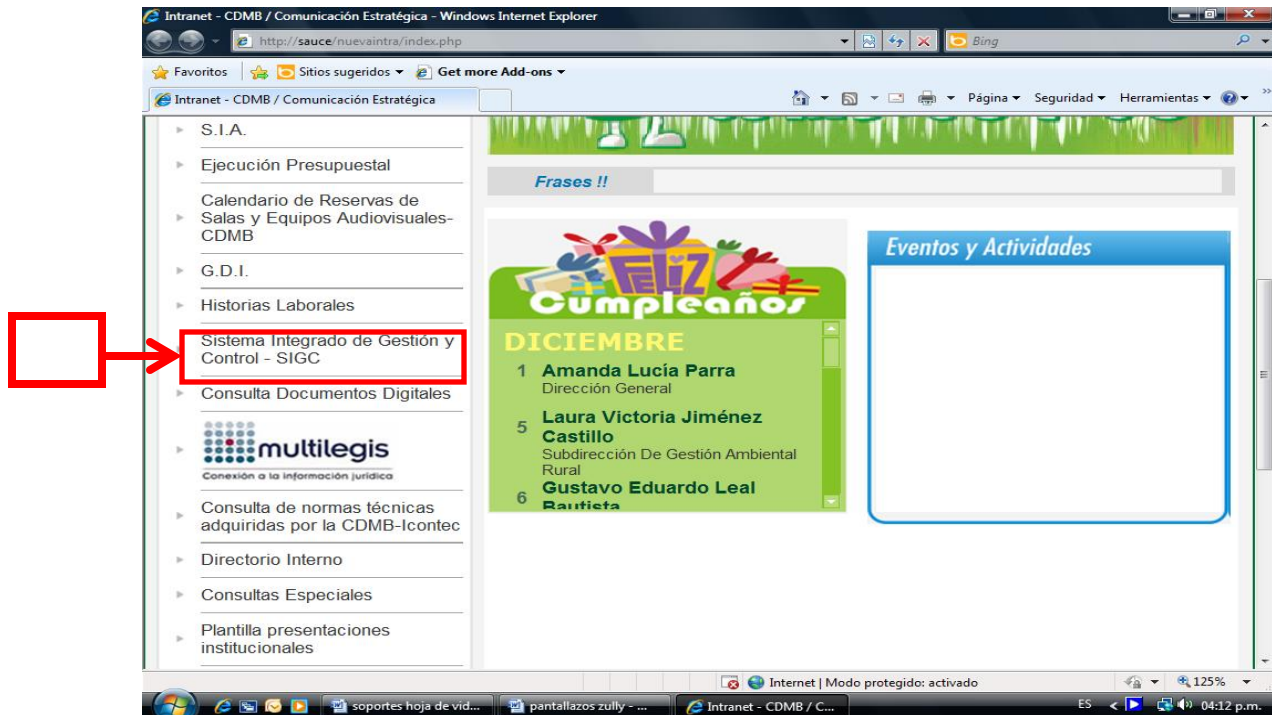 Intranet - CDMB / Comunicación Estratégica - Windows Internet Explorer
http://sauce/nuevaintra/index.php
Bing
Favoritos
Sitios sugeridos
Get more Add-ons
Intranet - CDMB / Comunicación Estratégica
Página
Seguridad
Herramientas
S.I.A.
Ejecución Presupuestal
Calendario de Reservas de
Salas y Equipos Audiovisuales-
CDMB
G.D.I.
Historias Laborales
Sistema Integrado de Gestión y
Control - SIGC
Consulta Documentos Digitales
multilegis
Conexión a la información jurídica
Consulta de normas técnicas
adquiridas por la CDMB-Icontec
Directorio Interno
Consultas Especiales
Plantilla presentaciones
institucionales
Frases !!
FELIZ
Cumpleaños
DICIEMBRE
1 Amanda Lucía Parra
Dirección General
5 Laura Victoria Jiménez
Castillo
Subdirección De Gestión Ambiental
Rural
6 Gustavo Eduardo Leal
Bautista
Eventos y Actividades
Internet | Modo protegido: activado
125%
soportes hoja de vid...
pantallazos zully - ...
Intranet - CDMB / C...
ES
04:12 p.m.